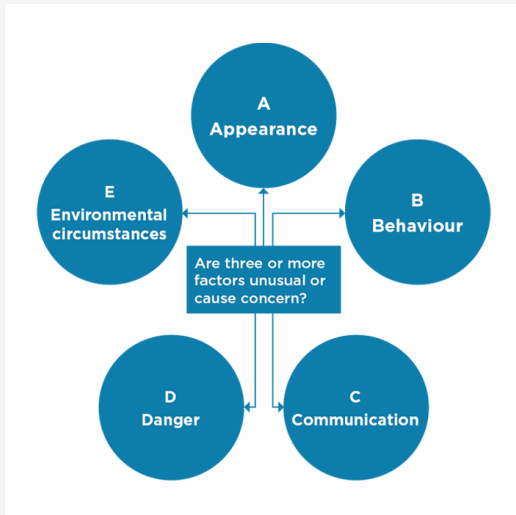 A
Appearance
B
Behaviour
C
Communication
D
Danger
E
Environmental
circumstances
Are three or more
factors unusual or
cause concern?